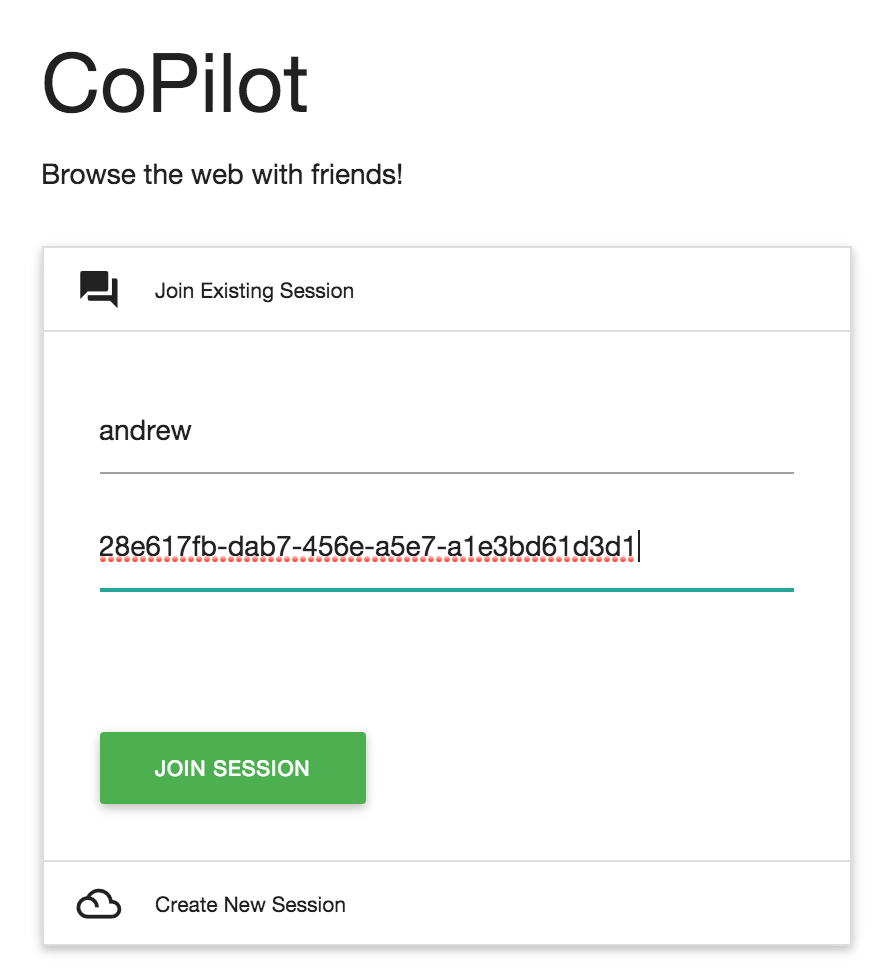 CoPilot
Browse the web with friends!
Join Existing Session
andrew
28e617fb-dab7-456e-a5e7-a1e3bd61d3d1
JOIN SESSION
Create New Session